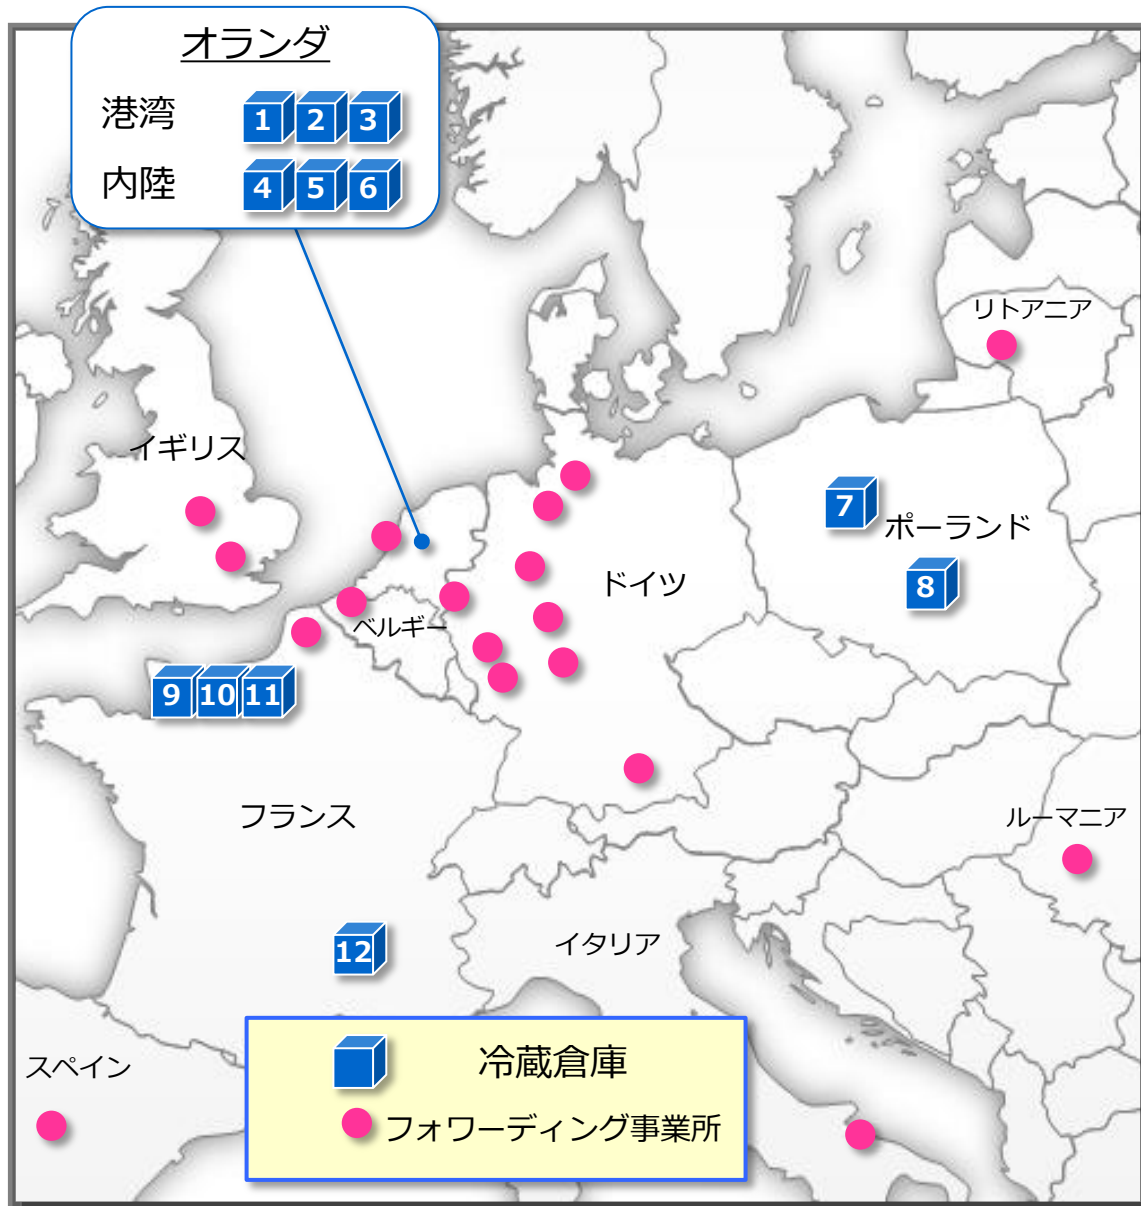 オランダ
港湾 1 2 3
内陸 4 5 6
リトアニア
イギリス
7
ポーランド
ドイツ
8
ベルギー
9 10 11
フランス
ルーマニア
12
イタリア
スペイン
冷蔵倉庫
フォワーディング事業所